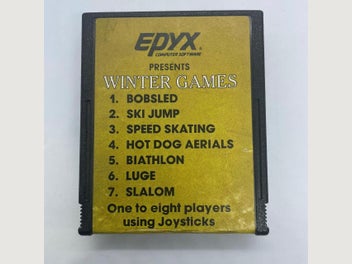 EPYX®
COMPUTER SOFTWARE
PRESENTS
WINTER GAMES
1. BOBSLED
2. SKI JUMP
3. SPEED SKATING
4. HOT DOG AERIALS
5. BIATHLON
6. LUGE
7. SLALOM
One to eight players
using Joysticks